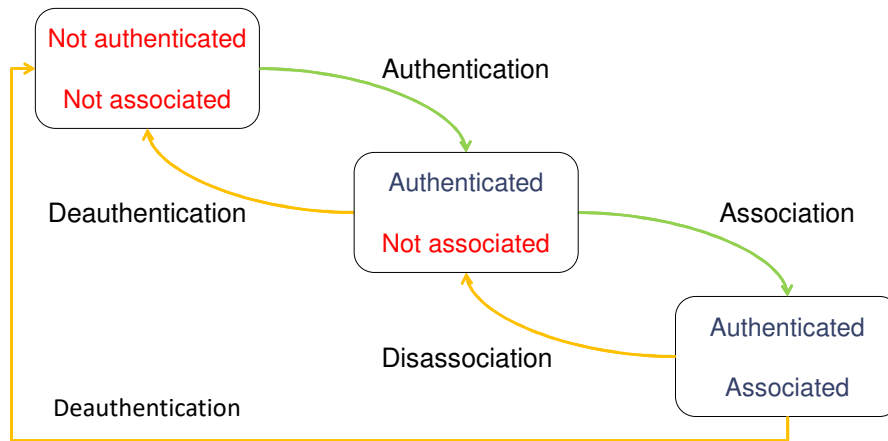 Not authenticated
Not associated
Authentication
Authenticated
Not associated
Deauthentication
Association
Authenticated
Associated
Disassociation
Deauthentication